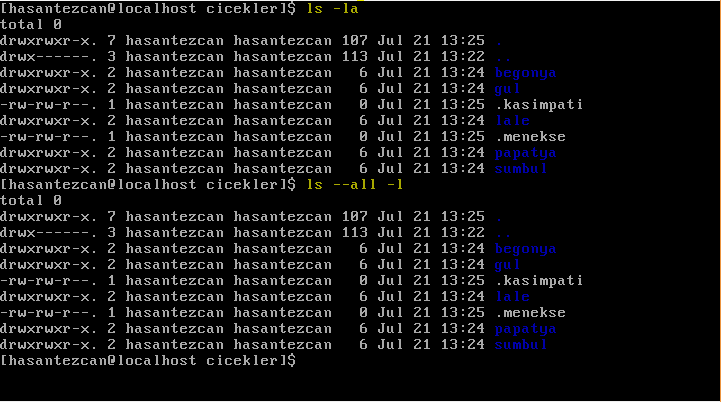 [hasantezcan@localhost cicekler]$ ls -la
total 0
drwxrwxr-x. 7 hasantezcan hasantezcan 107 Jul 21 13:25 .
drwx------. 3 hasantezcan hasantezcan 113 Jul 21 13:22 ..
drwxrwxr-x. 2 hasantezcan hasantezcan   6 Jul 21 13:24 begonya
drwxrwxr-x. 2 hasantezcan hasantezcan   6 Jul 21 13:24 gul
-rw-rw-r--. 1 hasantezcan hasantezcan   0 Jul 21 13:25 .kasimpati
drwxrwxr-x. 2 hasantezcan hasantezcan   6 Jul 21 13:24 lale
-rw-rw-r--. 1 hasantezcan hasantezcan   0 Jul 21 13:25 .menekse
drwxrwxr-x. 2 hasantezcan hasantezcan   6 Jul 21 13:24 papatya
drwxrwxr-x. 2 hasantezcan hasantezcan   6 Jul 21 13:24 sumbul
[hasantezcan@localhost cicekler]$ ls --all -l
total 0
drwxrwxr-x. 7 hasantezcan hasantezcan 107 Jul 21 13:25 .
drwx------. 3 hasantezcan hasantezcan 113 Jul 21 13:22 ..
drwxrwxr-x. 2 hasantezcan hasantezcan   6 Jul 21 13:24 begonya
drwxrwxr-x. 2 hasantezcan hasantezcan   6 Jul 21 13:24 gul
-rw-rw-r--. 1 hasantezcan hasantezcan   0 Jul 21 13:25 .kasimpati
drwxrwxr-x. 2 hasantezcan hasantezcan   6 Jul 21 13:24 lale
-rw-rw-r--. 1 hasantezcan hasantezcan   0 Jul 21 13:25 .menekse
drwxrwxr-x. 2 hasantezcan hasantezcan   6 Jul 21 13:24 papatya
drwxrwxr-x. 2 hasantezcan hasantezcan   6 Jul 21 13:24 sumbul
[hasantezcan@localhost cicekler]$